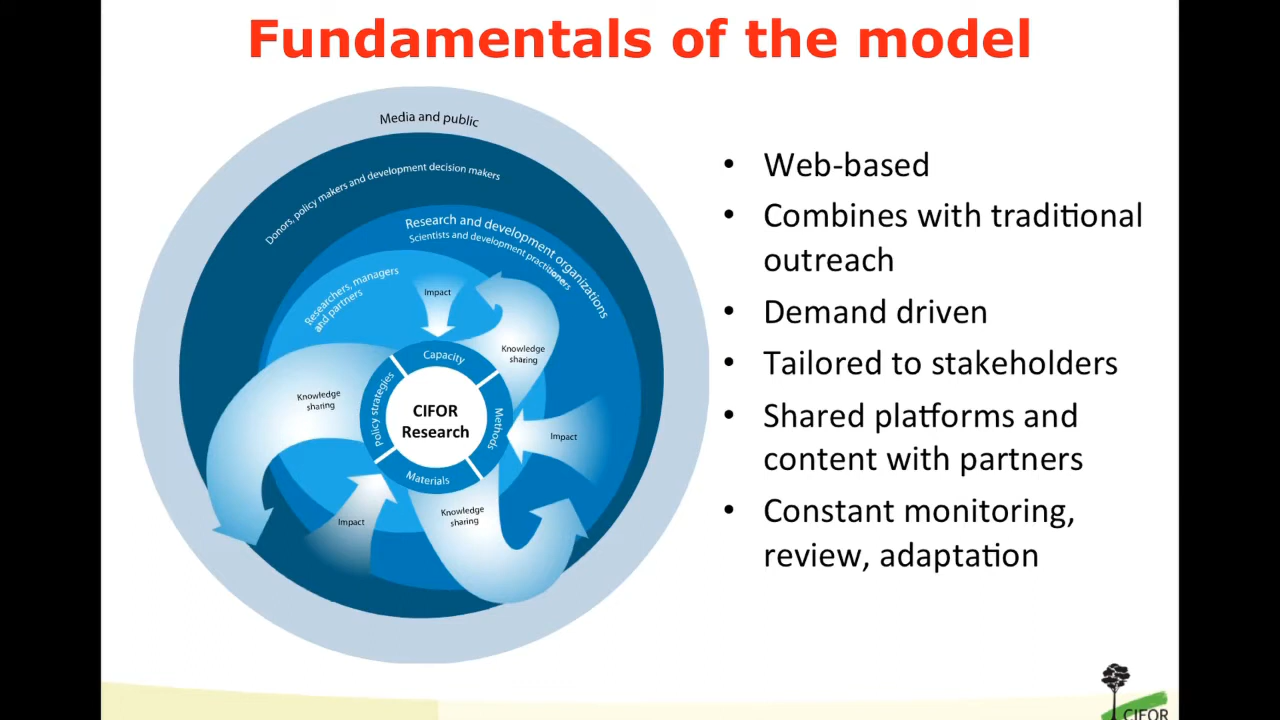 Fundamentals of the model
Media and public
Donors, policy makers and development decision makers
Research and development organizations
Scientists and development practitioners
Researchers, managers
and partners
Impact
Knowledge
sharing
Capacity
Knowledge
sharing
Policy strategies
CIFOR
Research
Methods
Impact
Materials
Knowledge
sharing
Impact
• Web-based
• Combines with traditional
outreach
• Demand driven
• Tailored to stakeholders
• Shared platforms and
content with partners
• Constant monitoring,
review, adaptation
CIFOR